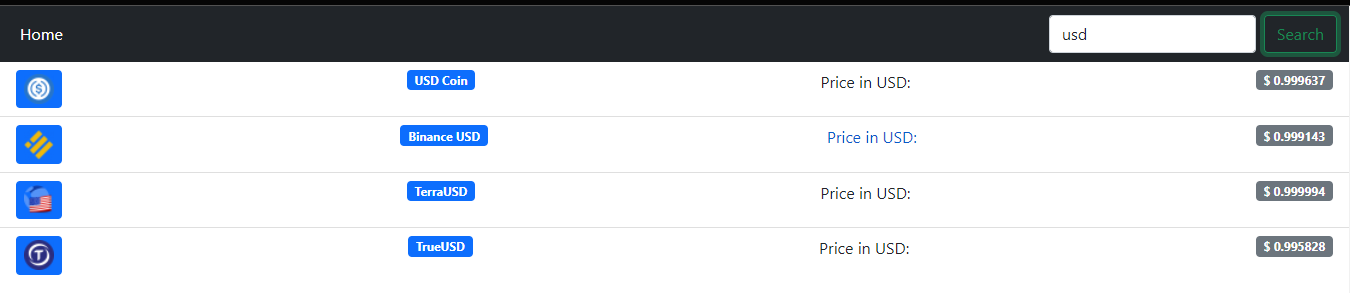 Home usd Search
USD Coin Price in USD: $ 0.999637
Binance USD Price in USD: $ 0.999143
TerraUSD Price in USD: $ 0.999994
TrueUSD Price in USD: $ 0.995828